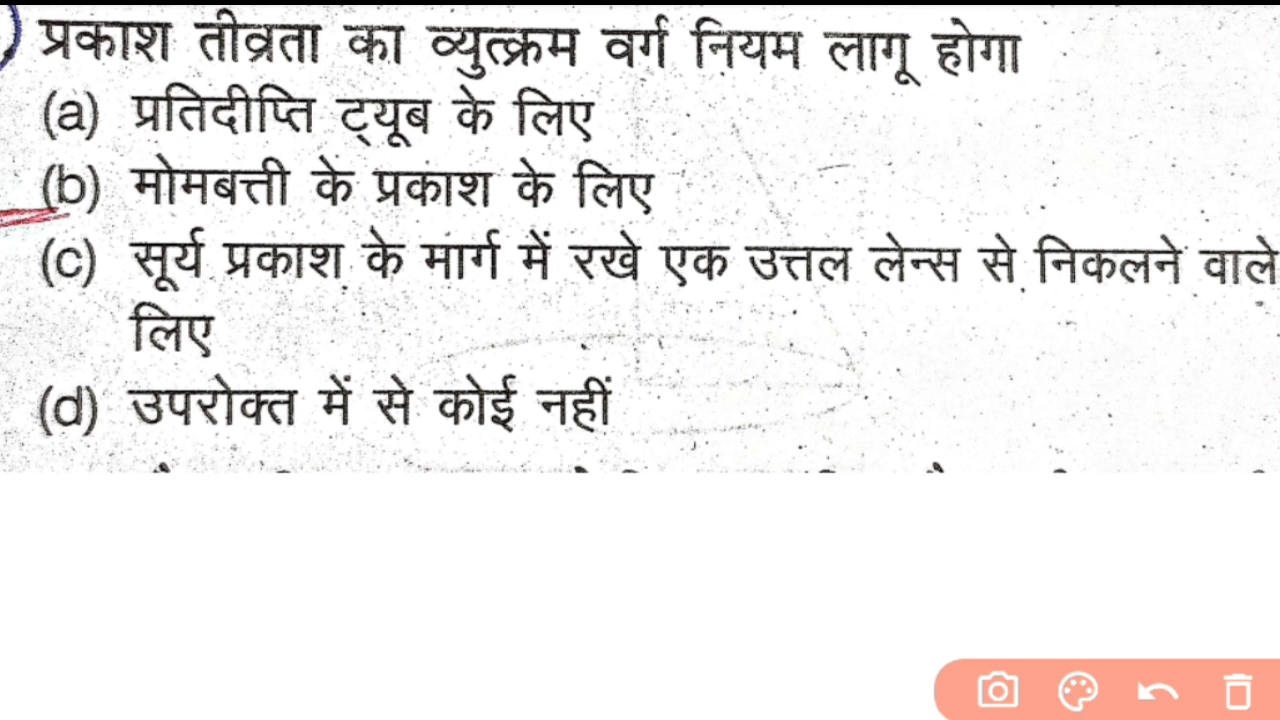 प्रकाश तीव्रता का व्युत्क्रम वर्ग नियम लागू होगा
(a) प्रतिदीप्ति ट्यूब के लिए
(b) मोमबत्ती के प्रकाश के लिए
(c) सूर्य प्रकाश के मार्ग में रखे एक उत्तल लेन्स से निकलने वाले
लिए
(d) उपरोक्त में से कोई नहीं